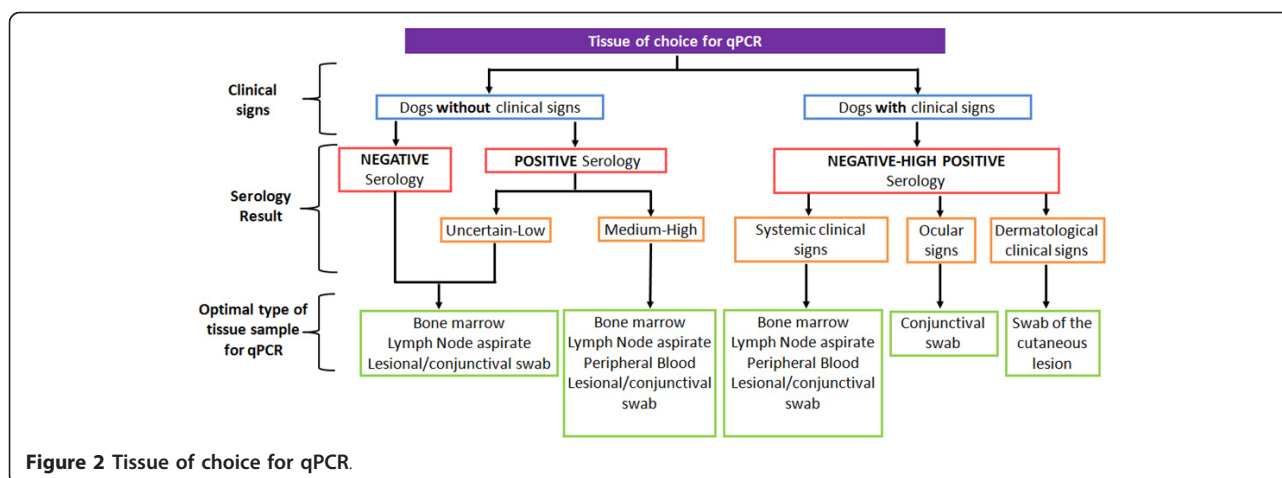 Tissue of choice for qPCR
Clinical
signs
Dogs without clinical signs
Dogs with clinical signs
Serology
Result
NEGATIVE
Serology
POSITIVE Serology
NEGATIVE-HIGH POSITIVE
Serology
Uncertain-Low
Medium-High
Systemic clinical
signs
Ocular
signs
Dermatological
clinical signs
Optimal type of
tissue sample
for qPCR
Bone marrow
Lymph Node aspirate
Lesional/conjunctival swab
Bone marrow
Lymph Node aspirate
Peripheral Blood
Lesional/conjunctival
swab
Bone marrow
Lymph Node aspirate
Peripheral Blood
Lesional/conjunctival
swab
Conjunctival
swab
Swab of the
cutaneous
lesion
Figure 2 Tissue of choice for qPCR.